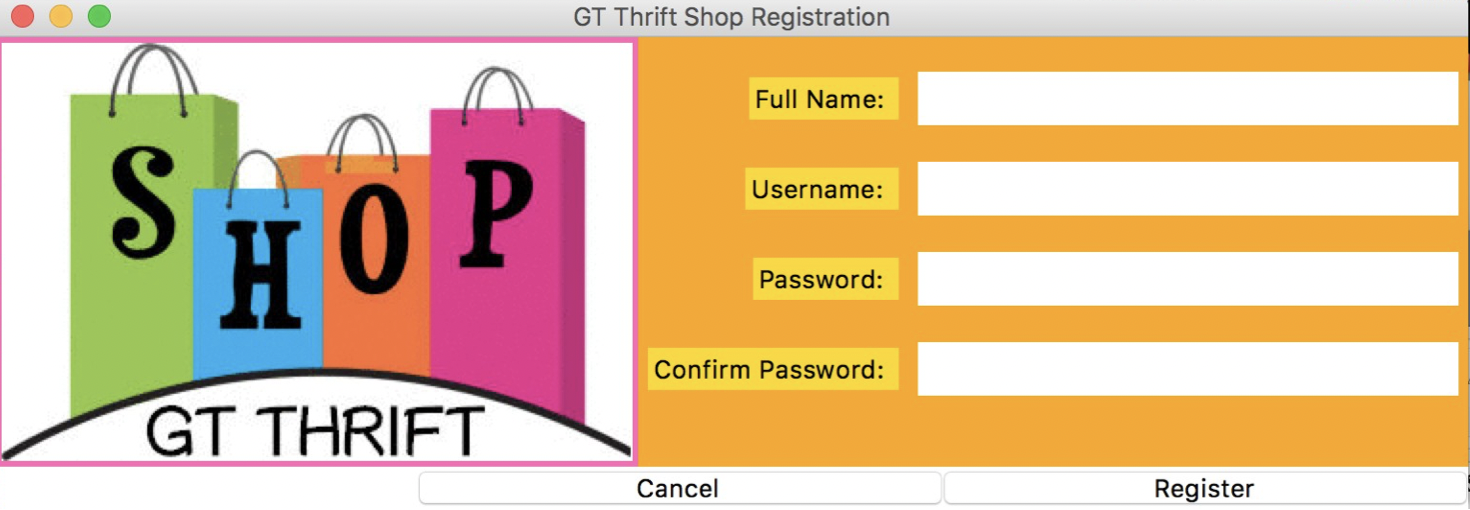 GT Thrift Shop Registration
SHOP
GT THRIFT
Full Name:
Username:
Password:
Confirm Password:
Cancel
Register